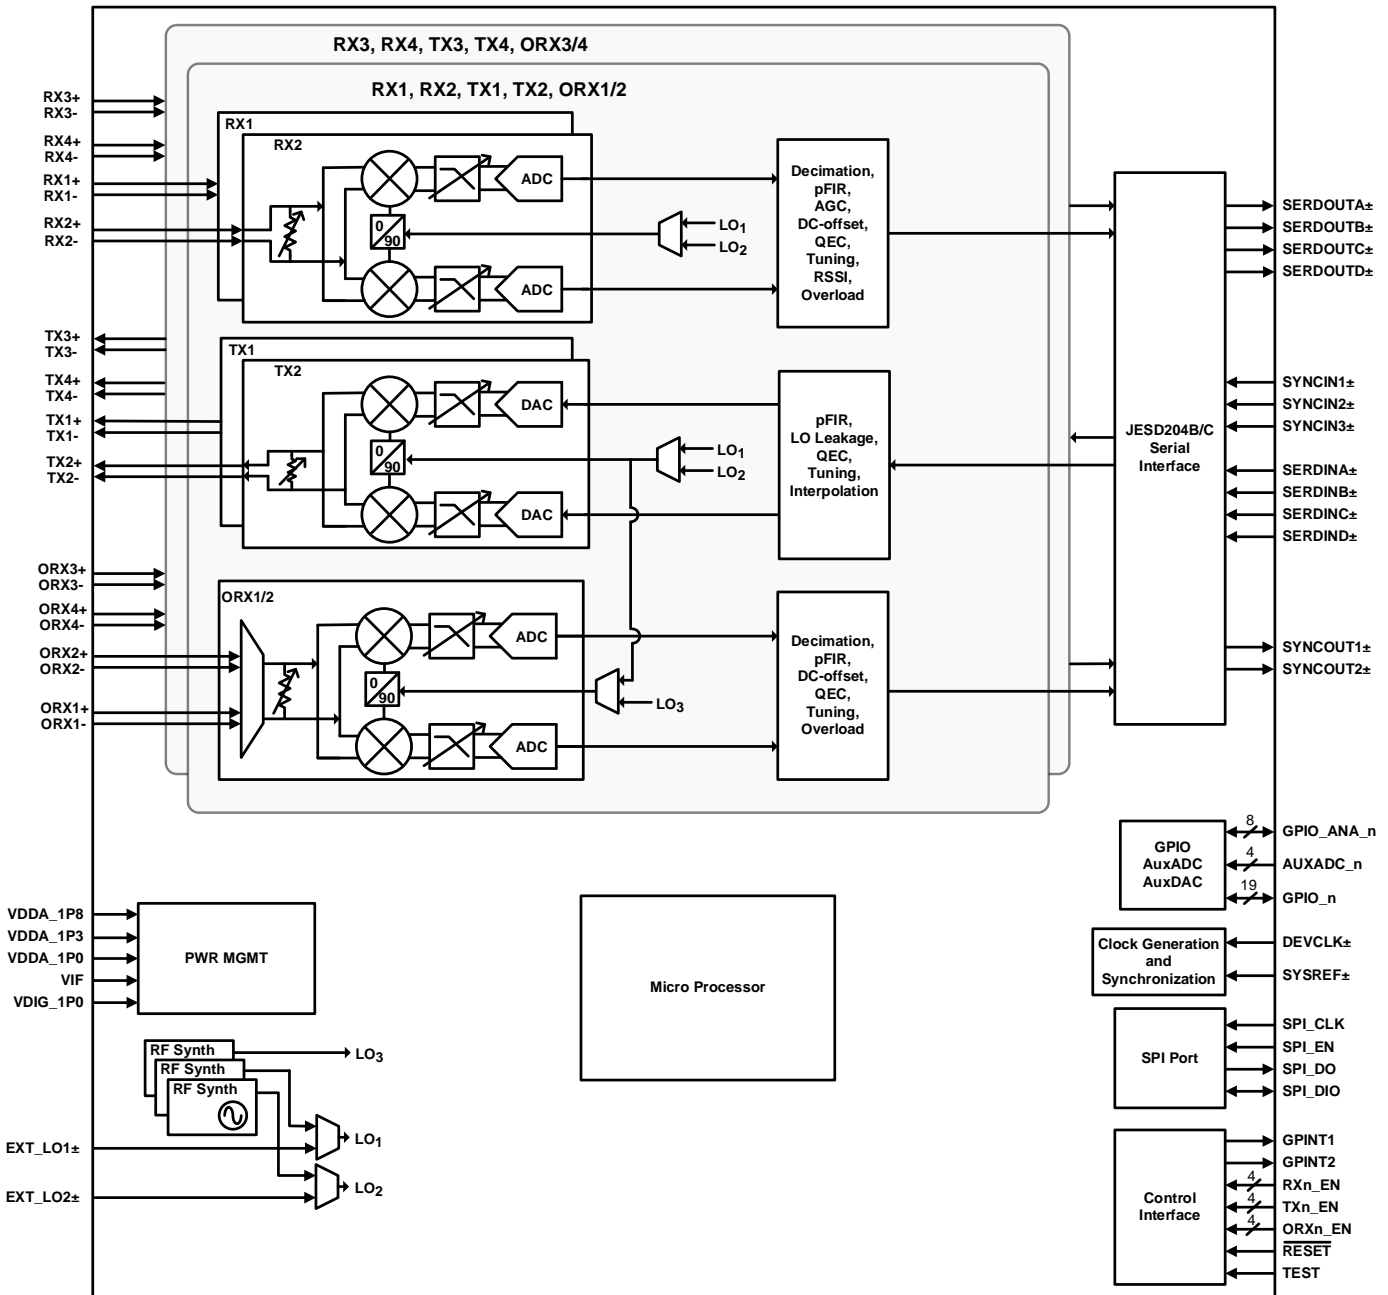 RX3, RX4, TX3, TX4, ORX3/4
RX1, RX2, TX1, TX2, ORX1/2
RX3+
RX3-
RX4+
RX4-
RX1+
RX1-
RX2+
RX2-
RX1
RX2
ADC
0
90
ADC
LO1
LO2
Decimation,
pFIR,
AGC,
DC-offset,
QEC,
Tuning,
RSSI,
Overload
TX3+
TX3-
TX4+
TX4-
TX1+
TX1-
TX2+
TX2-
TX1
TX2
DAC
0
90
DAC
LO1
LO2
pFIR,
LO Leakage,
QEC,
Tuning,
Interpolation
ORX3+
ORX3-
ORX4+
ORX4-
ORX2+
ORX2-
ORX1+
ORX1-
ORX1/2
ADC
0
90
ADC
LO3
Decimation,
pFIR,
DC-offset,
QEC,
Tuning,
Overload
JESD204B/C
Serial
Interface
SERDOUTA±
SERDOUTB±
SERDOUTC±
SERDOUTD±
SYNCIN1±
SYNCIN2±
SYNCIN3±
SERDINA±
SERDINB±
SERDINC±
SERDIND±
SYNCOUT1±
SYNCOUT2±
VDDA_1P8
VDDA_1P3
VDDA_1P0
VIF
VDIG_1P0
PWR MGMT
Micro Processor
RF Synth
RF Synth
RF Synth
LO3
LO1
LO2
EXT_LO1±
EXT_LO2±
GPIO
AuxADC
AuxDAC
8
GPIO_ANA_n
4
AUXADC_n
19
GPIO_n
Clock Generation
and
Synchronization
DEVCLK±
SYSREF±
SPI Port
SPI_CLK
SPI_EN
SPI_DO
SPI_DIO
Control
Interface
GPINT1
GPINT2
4
RXn_EN
4
TXn_EN
4
ORXn_EN
RESET
TEST